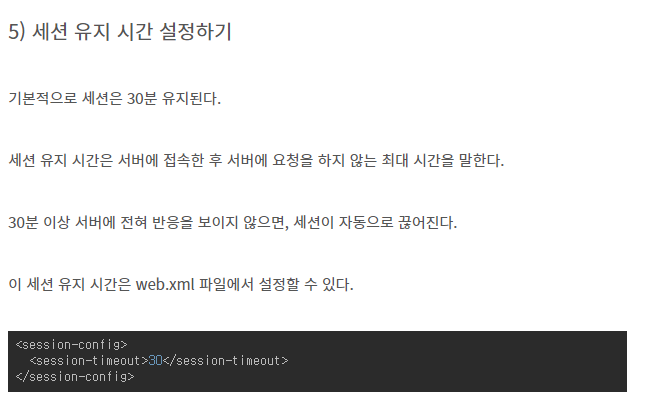 5) 세션 유지 시간 설정하기
기본적으로 세션은 30분 유지된다.
세션 유지 시간은 서버에 접속한 후 서버에 요청을 하지 않는 최대 시간을 말한다.
30분 이상 서버에 전혀 반응을 보이지 않으면, 세션이 자동으로 끊어진다.
이 세션 유지 시간은 web.xml 파일에서 설정할 수 있다.
<session-config>
  <session-timeout>30</session-timeout>
</session-config>